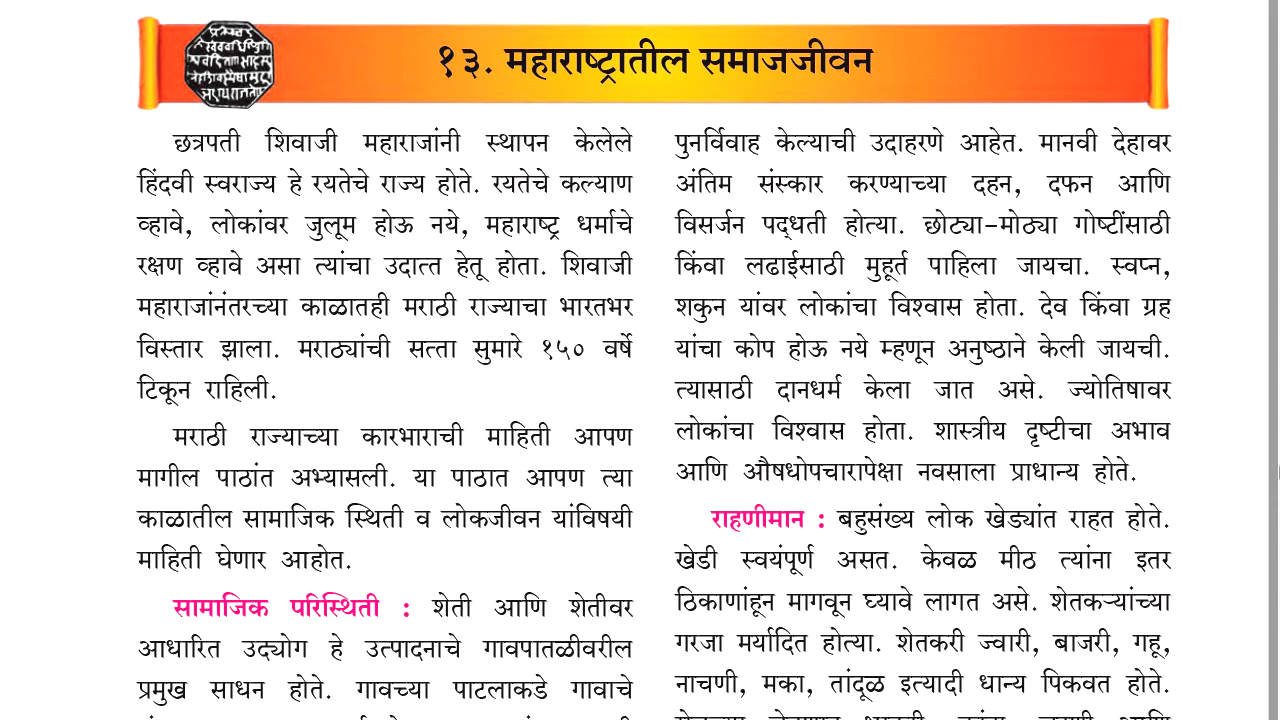 १३. महाराष्ट्रातील समाजजीवन
छत्रपती शिवाजी महाराजांनी स्थापन केलेले
हिंदवी स्वराज्य हे रयतेचे राज्य होते. रयतेचे कल्याण
व्हावे, लोकांवर जुलूम होऊ नये, महाराष्ट्र धर्माचे
रक्षण व्हावे असा त्यांचा उदात्त हेतू होता. शिवाजी
महाराजांनंतरच्या काळातही मराठी राज्याचा भारतभर
विस्तार झाला. मराठ्यांची सत्ता सुमारे १५० वर्षे
टिकून राहिली.
मराठी राज्याच्या कारभाराची माहिती आपण
मागील पाठांत अभ्यासली. या पाठात आपण त्या
काळातील सामाजिक स्थिती व लोकजीवन यांविषयी
माहिती घेणार आहोत.
सामाजिक परिस्थिती : शेती आणि शेतीवर
आधारित उद्योग हे उत्पादनाचे गावपातळीवरील
प्रमुख साधन होते. गावच्या पाटलाकडे गावाचे
पुनर्विवाह केल्याची उदाहरणे आहेत. मानवी देहावर
अंतिम संस्कार करण्याच्या दहन, दफन आणि
विसर्जन पद्धती होत्या. छोट्या-मोठ्या गोष्टींसाठी
किंवा लढाईसाठी मुहूर्त पाहिला जायचा. स्वप्न,
शकुन यांवर लोकांचा विश्वास होता. देव किंवा ग्रह
यांचा कोप होऊ नये म्हणून अनुष्ठाने केली जायची.
त्यासाठी दानधर्म केला जात असे. ज्योतिषावर
लोकांचा विश्वास होता. शास्त्रीय दृष्टीचा अभाव
आणि औषधोपचारापेक्षा नवसाला प्राधान्य होते.
राहणीमान : बहुसंख्य लोक खेड्यांत राहत होते.
खेडी स्वयंपूर्ण असत. केवळ मीठ त्यांना इतर
ठिकाणांहून मागवून घ्यावे लागत असे. शेतकऱ्यांच्या
गरजा मर्यादित होत्या. शेतकरी ज्वारी, बाजरी, गहू,
नाचणी, मका, तांदूळ इत्यादी धान्य पिकवत होते.